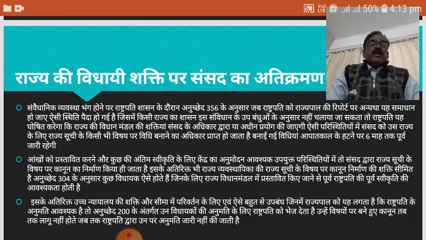 50% 4:13 pm
राज्य की विधायी शक्ति पर संसद का अतिक्रमण
संवैधानिक व्यवस्था भंग होने पर राष्ट्रपति शासन के दौरान अनुच्छेद 356 के अनुसार जब राष्ट्रपति को राज्यपाल की रिपोर्ट पर अन्यथा यह समाधान
हो जाए ऐसी स्थिति पैदा हो गई है जिसमें किसी राज्य का शासन इस संविधान के उप बंधुओं के अनुसार नहीं चलाया जा सकता तो राष्ट्रपति यह
घोषित करेगा कि राज्य की विधान मंडल की शक्तियां संसद के अधिकार द्वारा या अधीन प्रयोग की जाएगी ऐसी परिस्थितियों में संसद को उस राज्य
के लिए राज्य सूची के किसी भी विषय पर विधि बनाने का अधिकार प्राप्त हो जाता है बनाई गई विधियां आपातकाल के हटने पर 6 माह तक पूर्व
जारी रहेगी
आंखों को प्रस्तावित करने और कुछ की अंतिम स्वीकृति के लिए केंद्र का अनुमोदन आवश्यक उपयुक्त परिस्थितियों में तो संसद द्वारा राज्य सूची के
विषय पर कानून का निर्माण किया ही जाता है इसके अतिरिक्त भी राज्य व्यवस्थापिका की राज्य सूची के विषय पर कानून निर्माण की शक्ति सीमित
है अनुच्छेद 304 के अनुसार कुछ विधायक ऐसे होते हैं जिनके लिए राज्य विधानमंडल में प्रस्तावित किए जाने से पूर्व राष्ट्रपति की पूर्व स्वीकृति की
आवश्यकता होती है
इसके अतिरिक्त उच्च न्यायालय की शक्ति और सीमा में परिवर्तन के लिए एवं ऐसे बहुत से उपबंध जिनमें राज्यपाल को यह लगता है कि राष्ट्रपति के
अनुमति आवश्यक है तो अनुच्छेद 200 के अंतर्गत उन विधायकों की अनुमति के लिए राष्ट्रपति को भेज देता है उन्हें विषयों पर बने हुए कानून तब
तक लागू नहीं होते जब तक राष्ट्रपति द्वारा उन पर अनुमति जारी नहीं की जाती है